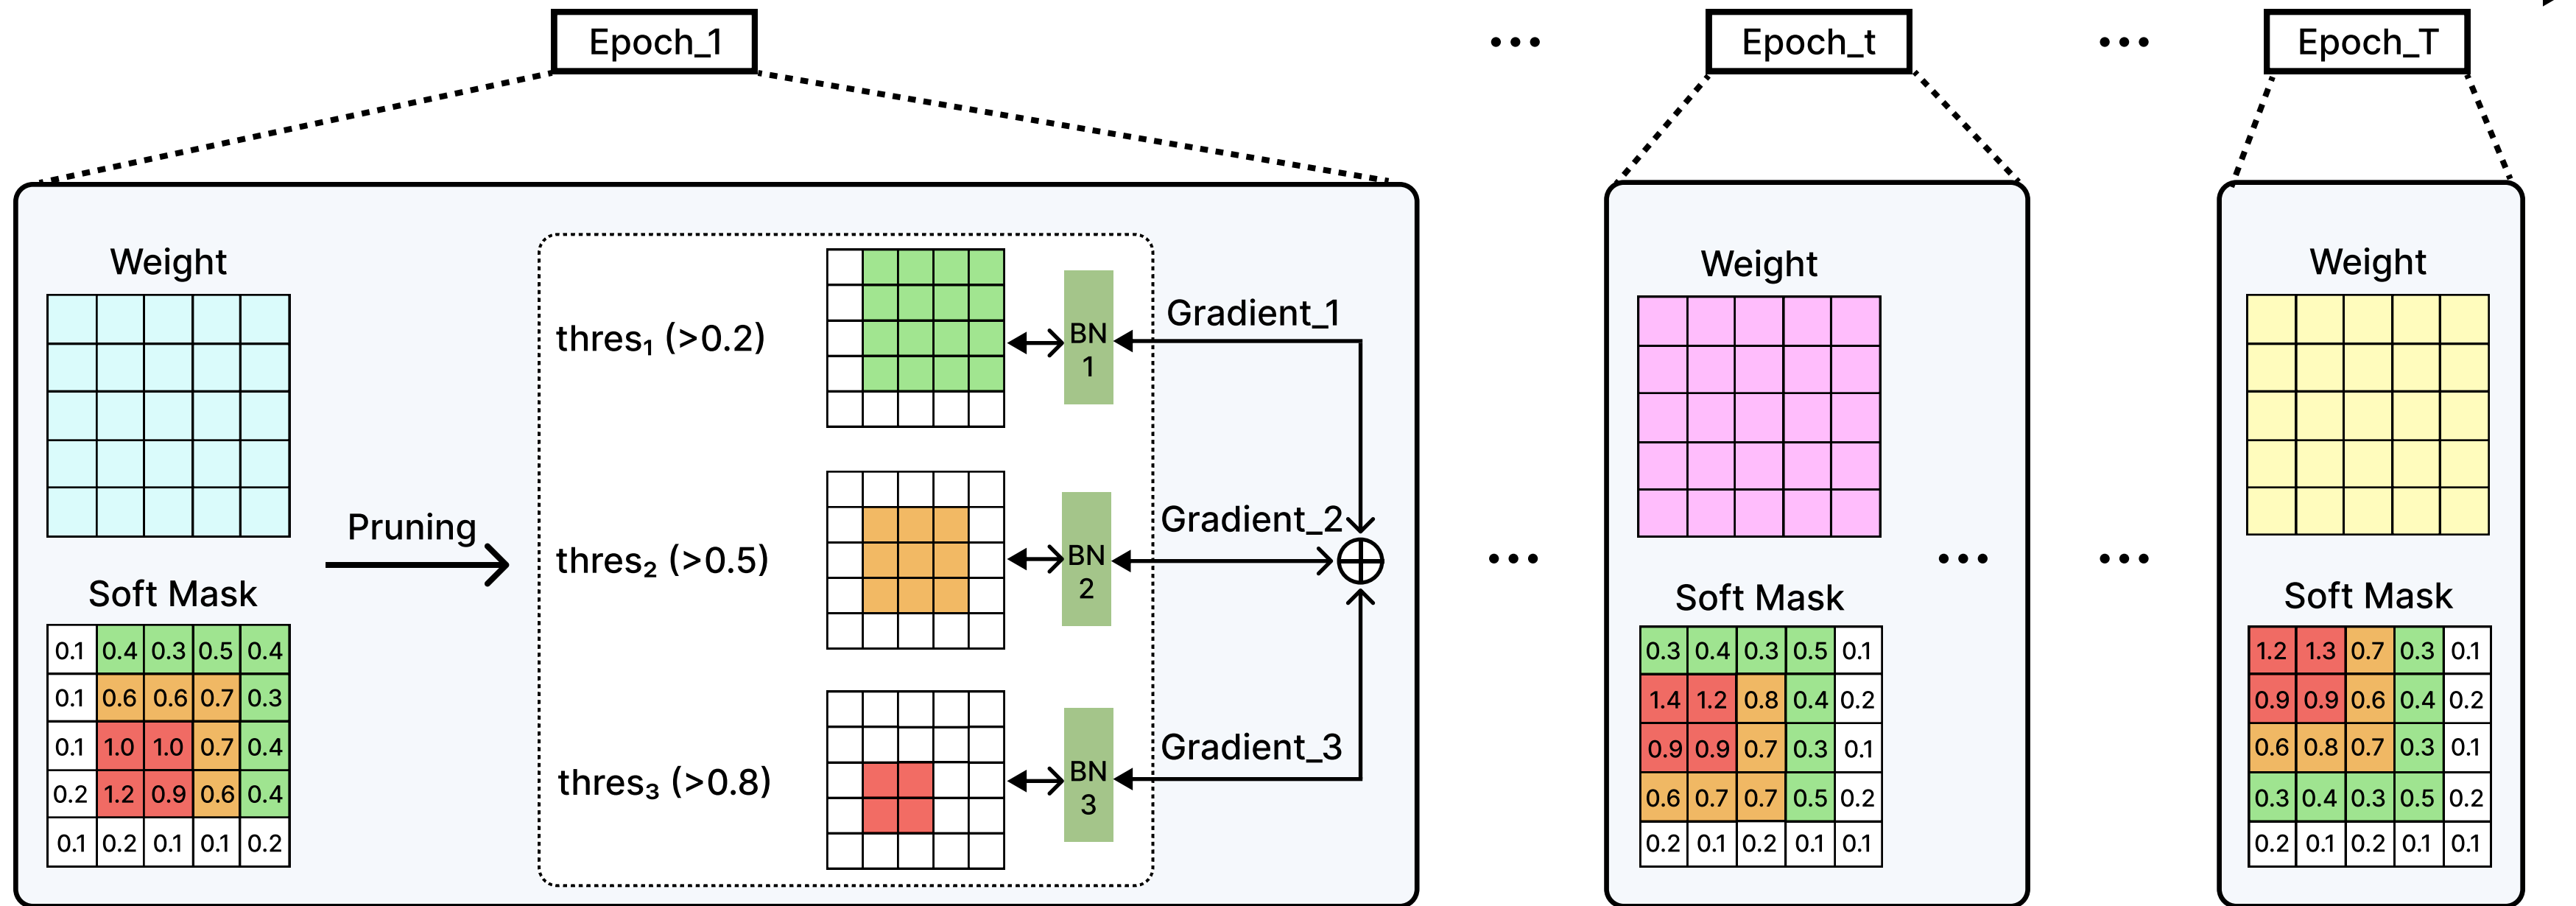 Epoch_1
...
Epoch_t
...
Epoch_T
Weight
Soft Mask
0.1 0.4 0.3 0.5 0.4
0.1 0.6 0.6 0.7 0.3
0.1 1.0 1.0 0.7 0.4
0.2 1.2 0.9 0.6 0.4
0.1 0.2 0.1 0.1 0.2
Pruning
thres₁ (>0.2)
BN
1
Gradient_1
thres₂ (>0.5)
BN
2
Gradient_2
thres₃ (>0.8)
BN
3
Gradient_3
...
Weight
Soft Mask
0.3 0.4 0.3 0.5 0.1
1.4 1.2 0.8 0.4 0.2
0.9 0.9 0.7 0.3 0.1
0.6 0.7 0.7 0.5 0.2
0.2 0.1 0.2 0.1 0.1
...
...
Weight
Soft Mask
1.2 1.3 0.7 0.3 0.1
0.9 0.9 0.6 0.4 0.2
0.6 0.8 0.7 0.3 0.1
0.3 0.4 0.3 0.5 0.2
0.2 0.1 0.2 0.1 0.1